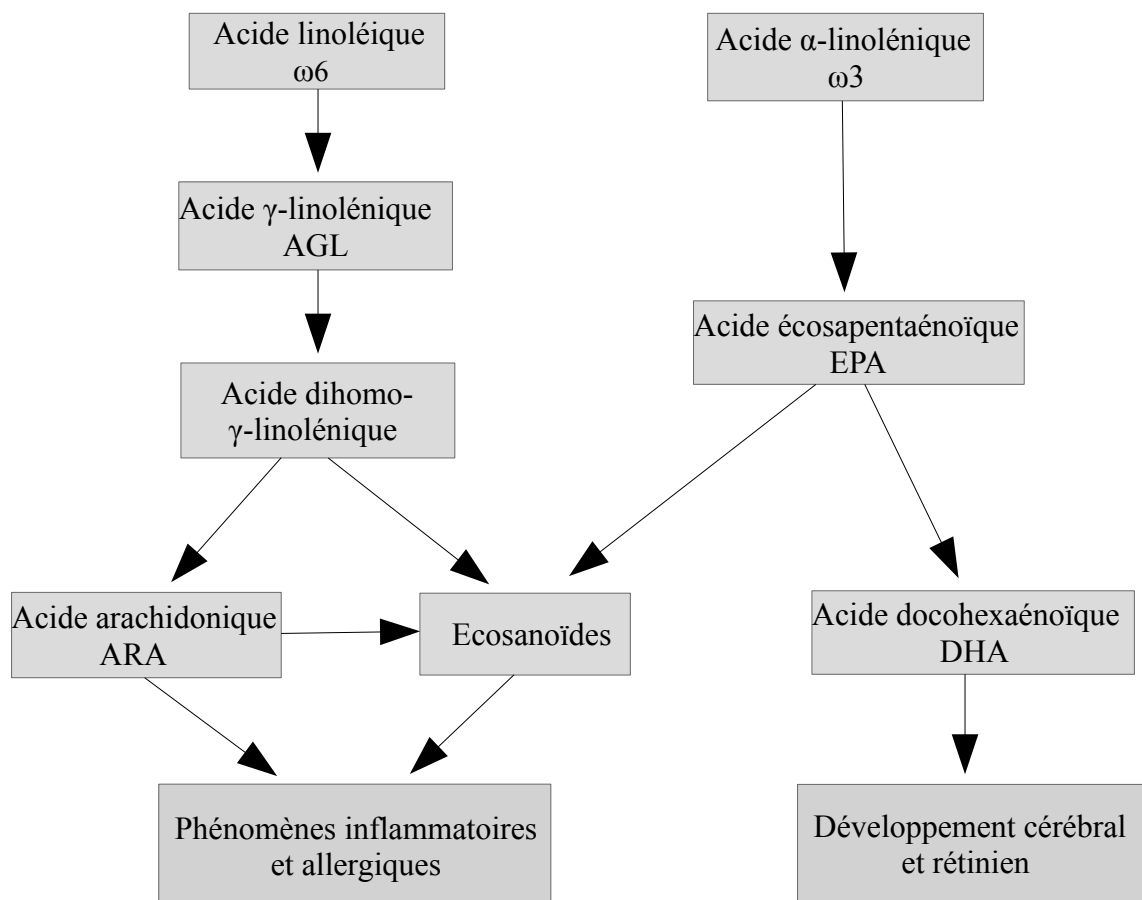 Acide linoléique
ω6
Acide α-linolénique
ω3
Acide γ-linolénique
AGL
Acide écosapentaénoïque
EPA
Acide dihomo-
γ-linolénique
Acide arachidonique
ARA
Ecosanoïdes
Acide docohexaénoïque
DHA
Phénomènes inflammatoires
et allergiques
Développement cérébral
et rétinien